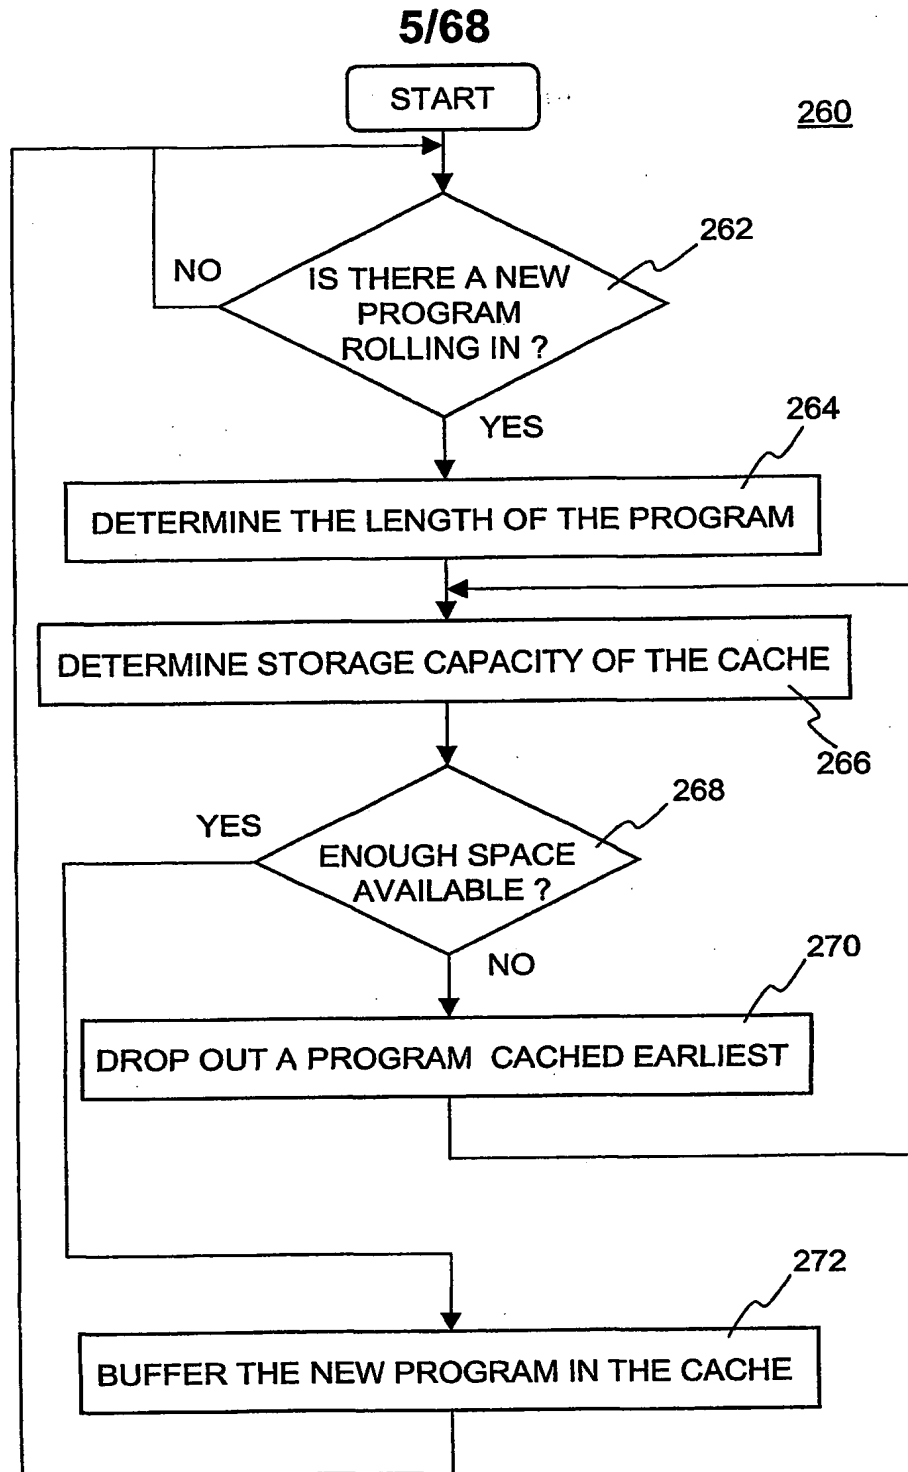 5/68
START
260
262
NO
IS THERE A NEW
PROGRAM
ROLLING IN ?
YES
264
DETERMINE THE LENGTH OF THE PROGRAM
DETERMINE STORAGE CAPACITY OF THE CACHE
266
268
YES
ENOUGH SPACE
AVAILABLE ?
NO
270
DROP OUT A PROGRAM CACHED EARLIEST
272
BUFFER THE NEW PROGRAM IN THE CACHE